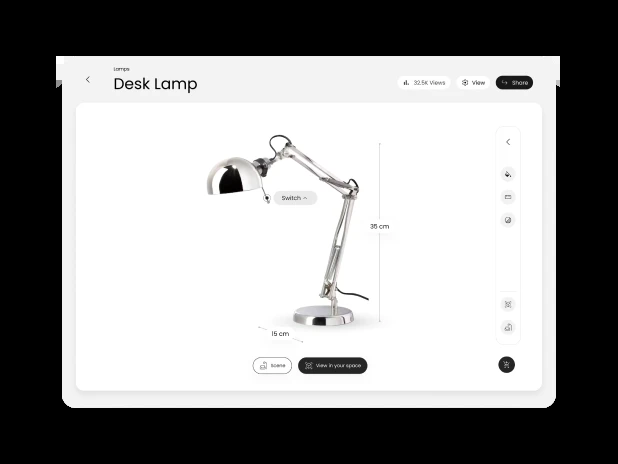 Lamps
Desk Lamp
32.5K Views
View
Share
Switch
35 cm
15 cm
Scene
View in your space